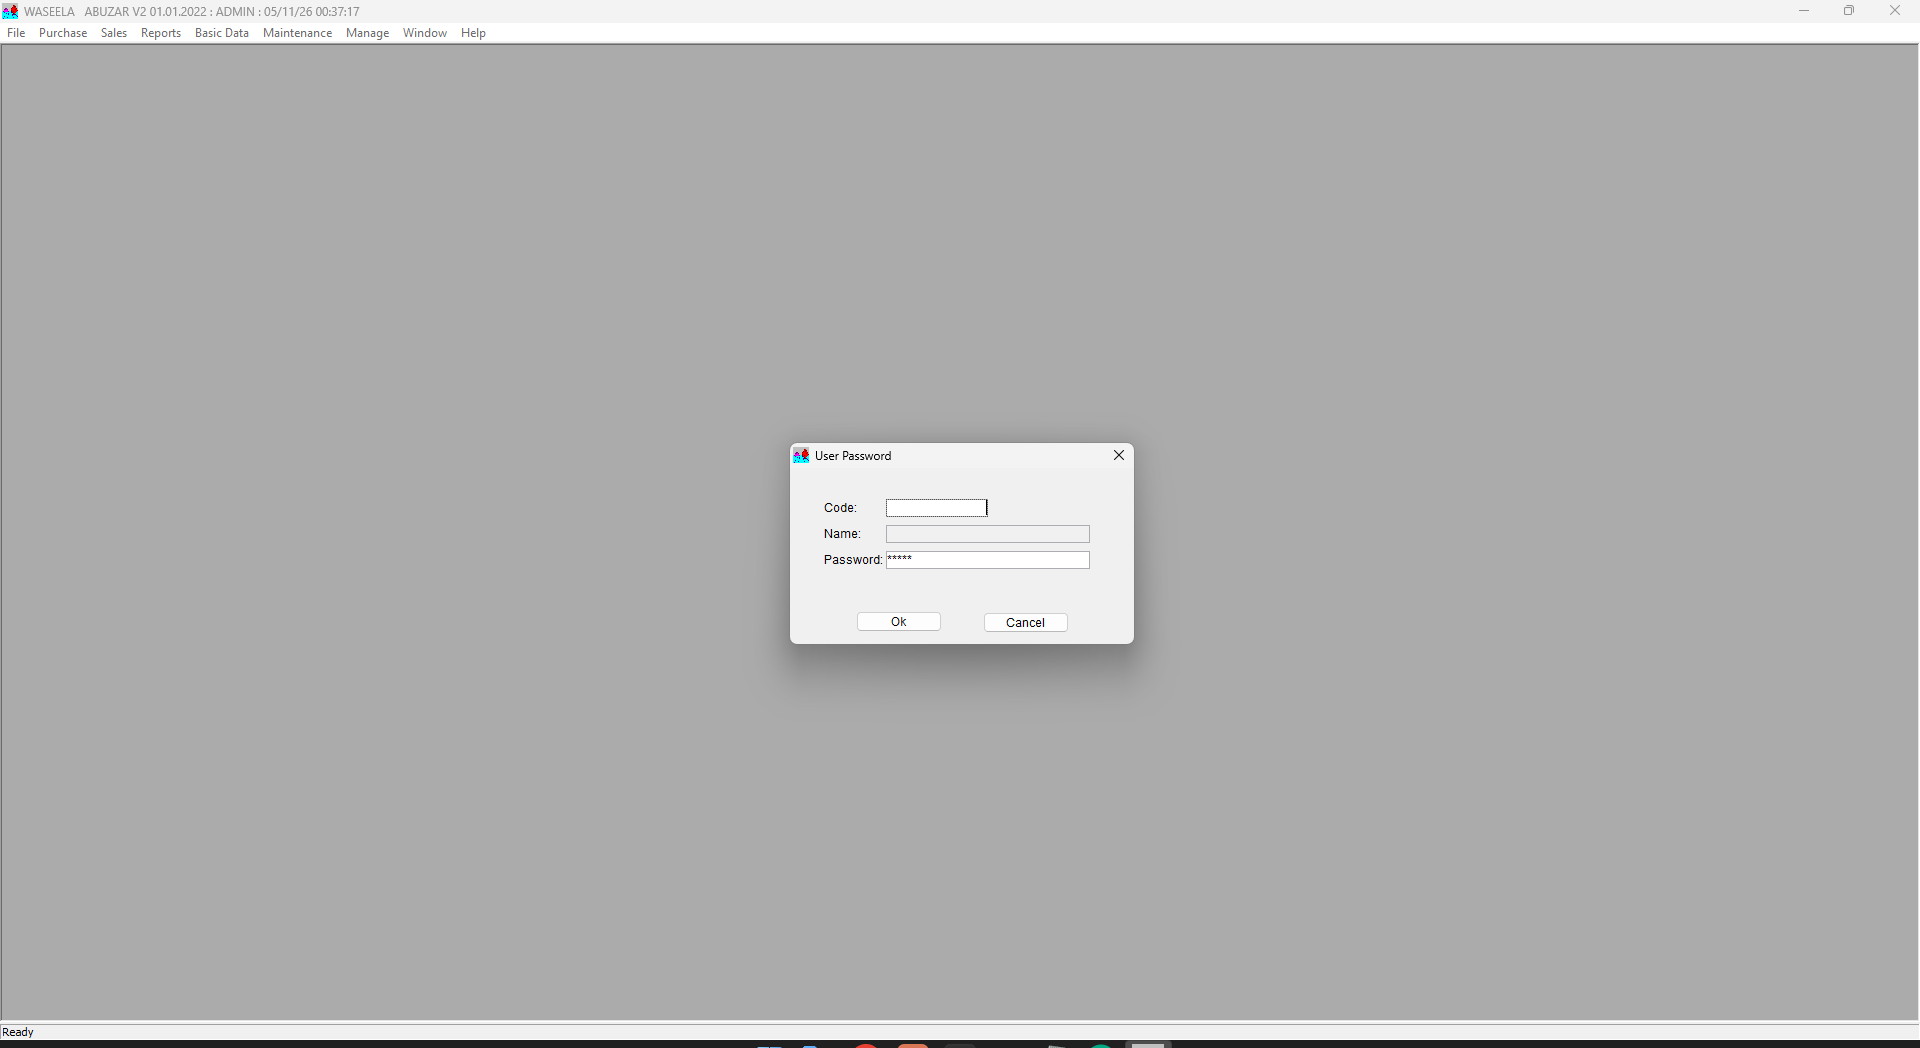 WASEELA   ABUZAR V2 01.01.2022 : ADMIN : 05/11/26 00:37:17
File Purchase Sales Reports Basic Data Maintenance Manage Window Help
User Password
Code:
Name:
Password: *****
Ok Cancel
Ready